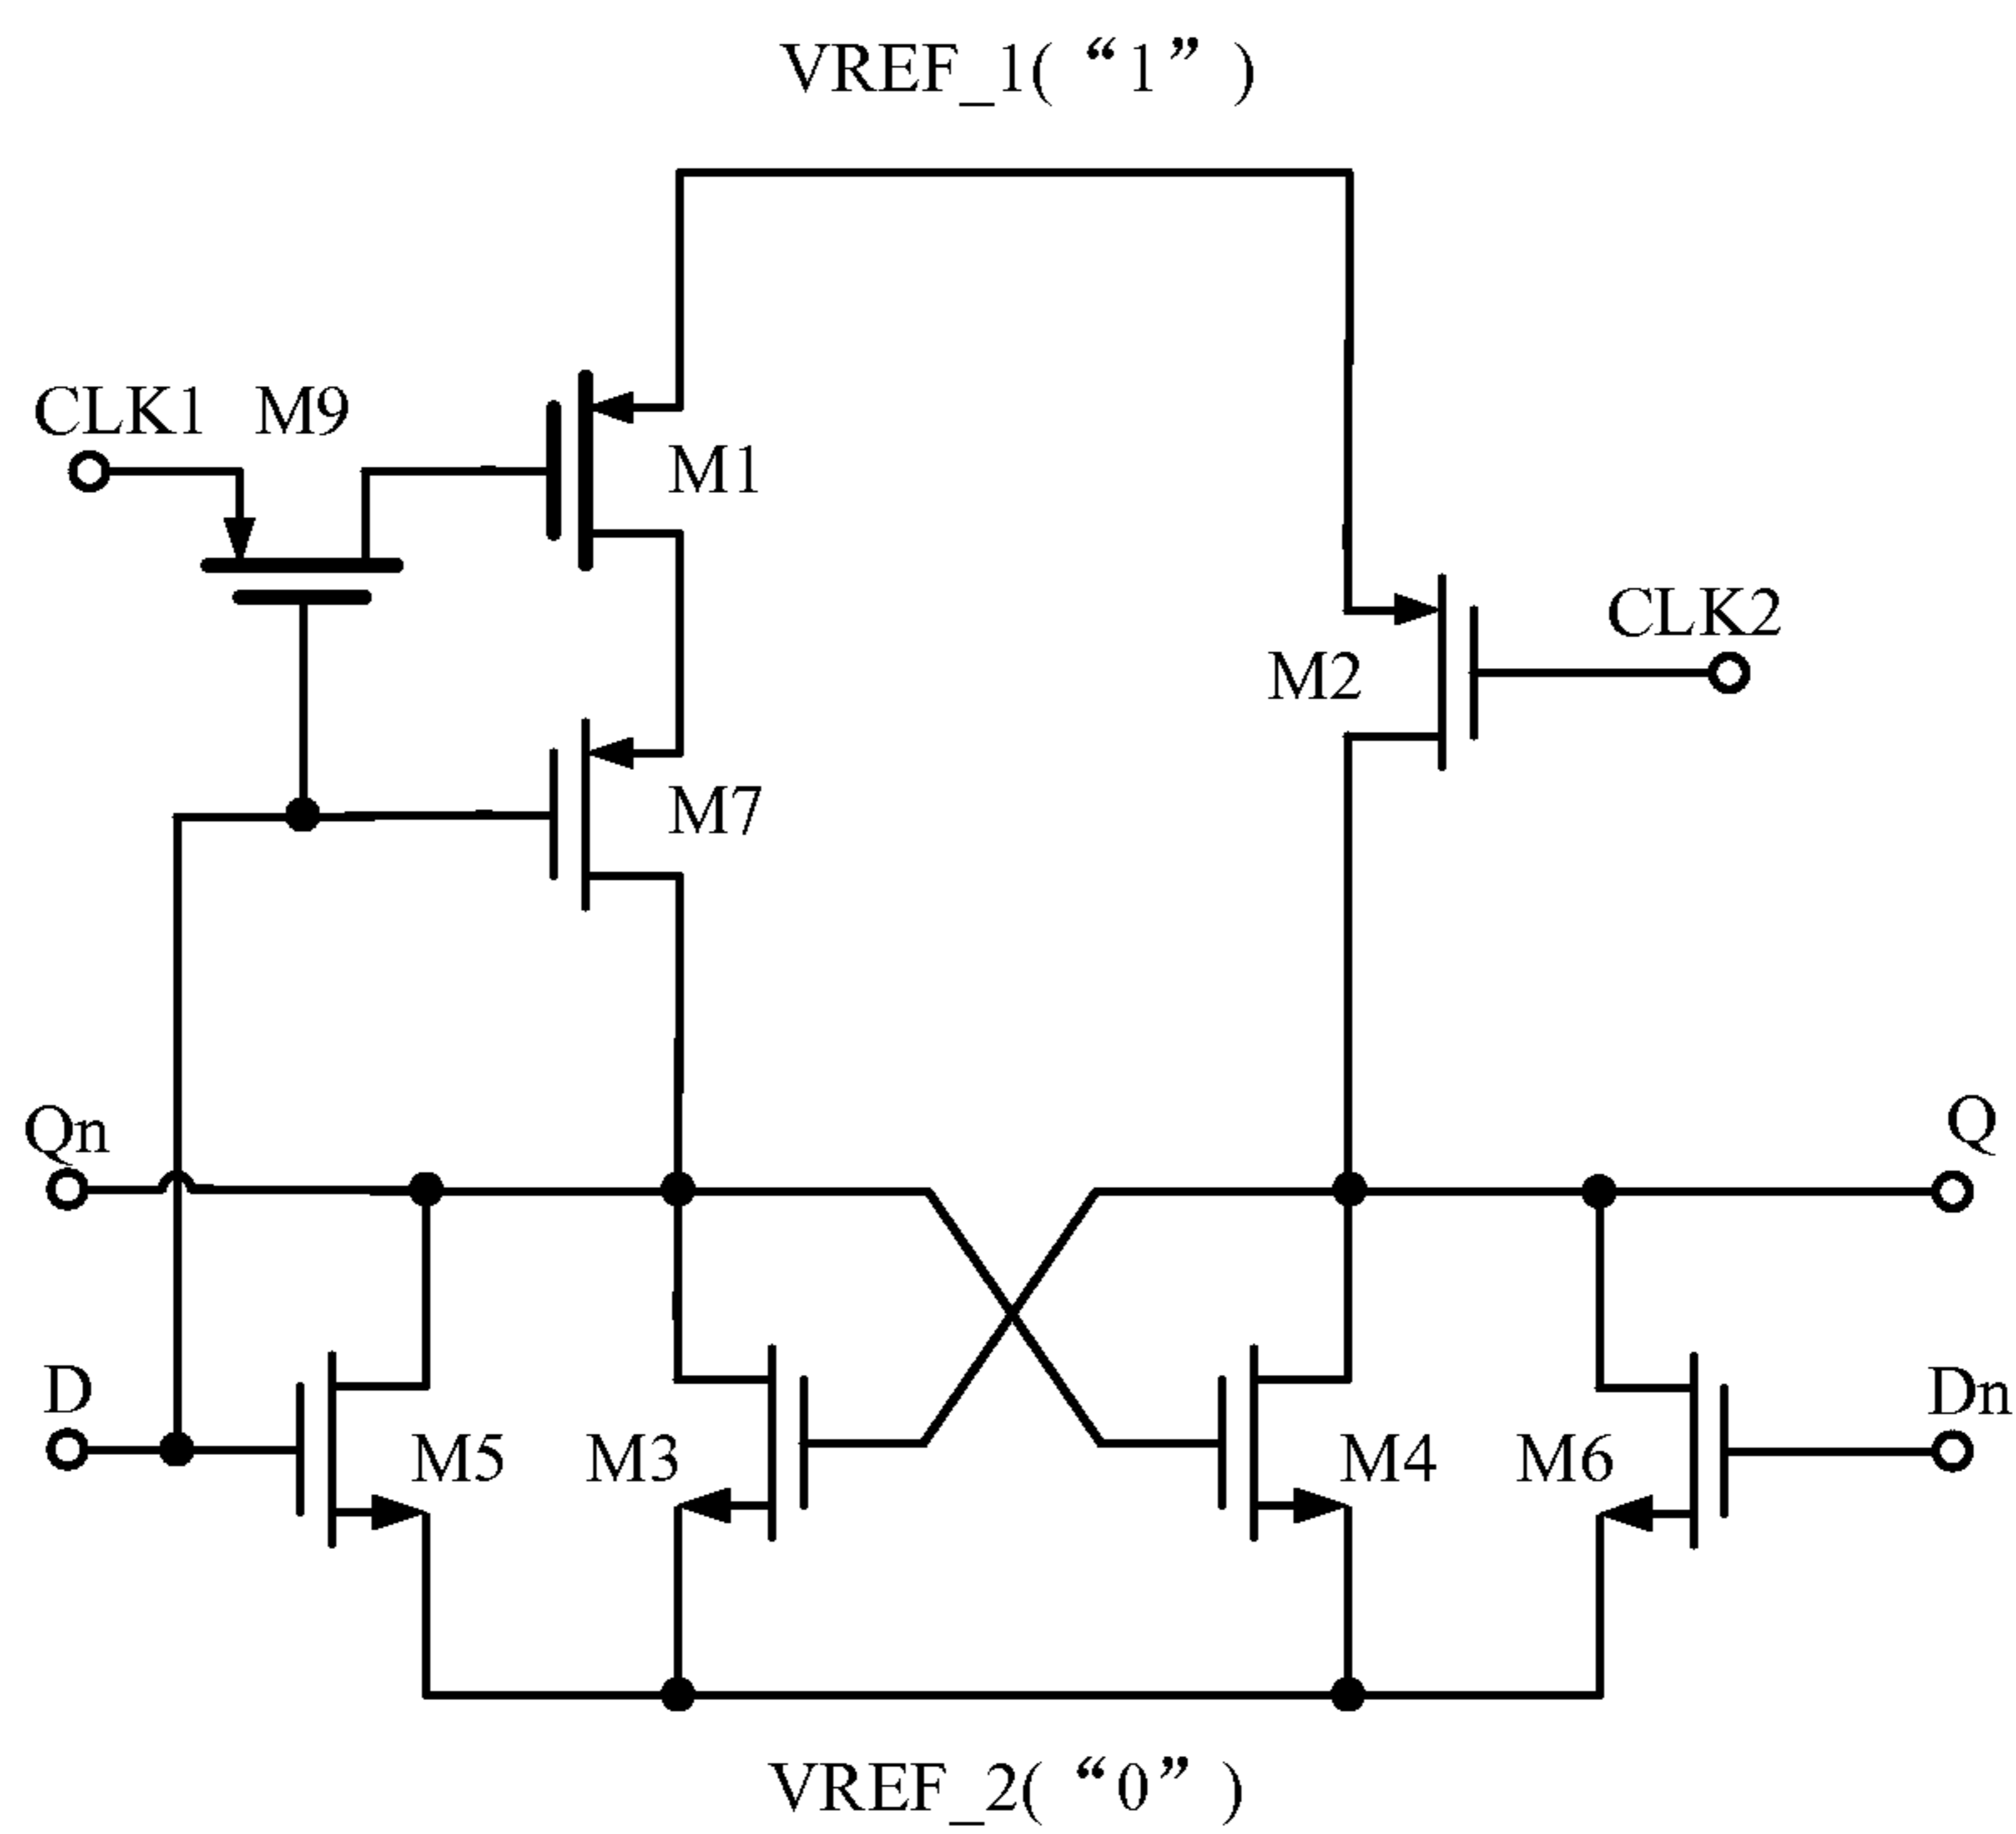 VREF_1(“1”)
CLK1 M9
M1
CLK2
M2
M7
Qn
Q
D
Dn
M5
M3
M4
M6
VREF_2(“0”)